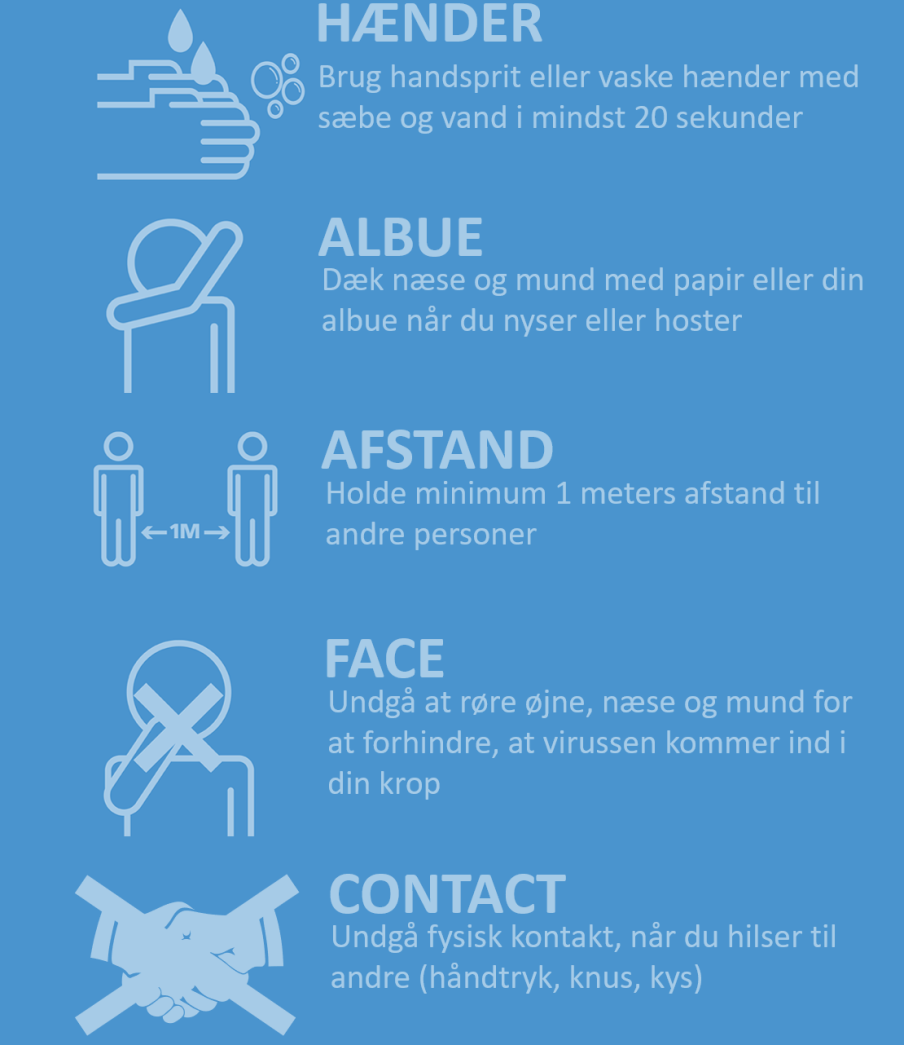 HÆNDER
Brug handsprit eller vaske hænder med
sæbe og vand i mindst 20 sekunder
ALBUE
Dæk næse og mund med papir eller din
albue når du nyser eller hoster
AFSTAND
Holde minimum 1 meters afstand til
andre personer
1M
FACE
Undgå at røre øjne, næse og mund for
at forhindre, at virussen kommer ind i
din krop
CONTACT
Undgå fysisk kontakt, når du hilser til
andre (håndtryk, knus, kys)